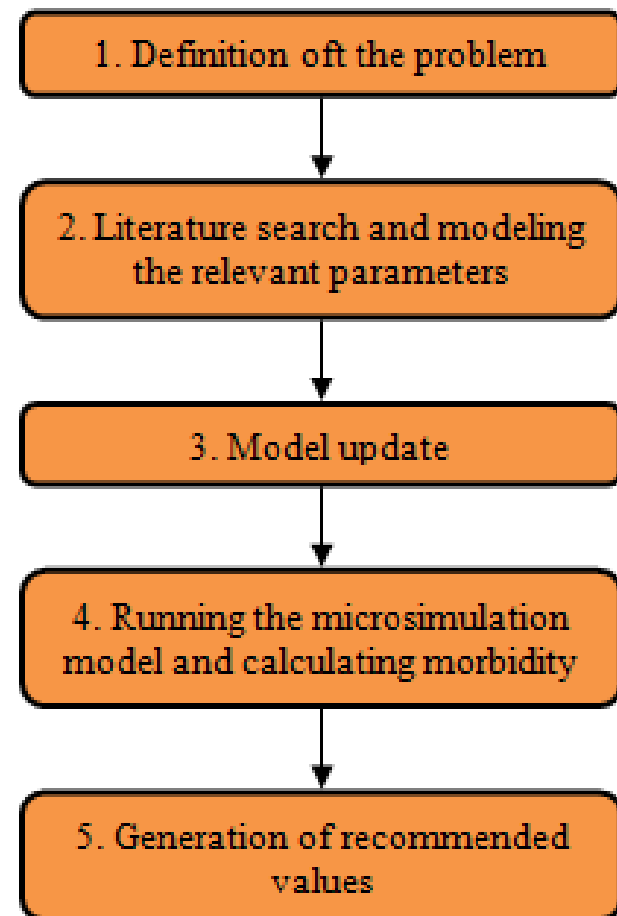 1. Definition oft the problem
2. Literature search and modeling
the relevant parameters
3. Model update
4. Running the microsimulation
model and calculating morbidity
5. Generation of recommended
values